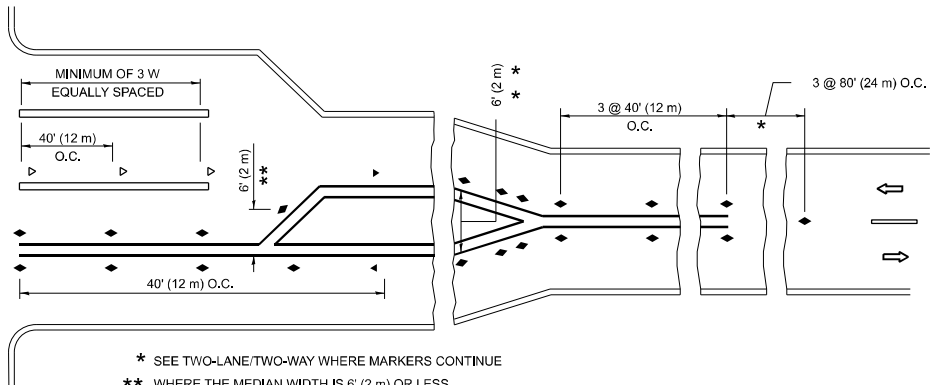 MINIMUM OF 3 W
EQUALLY SPACED
40' (12 m)
O.C.
6' (2 m)
**
40' (12 m) O.C.
6' (2 m) * *
3 @ 40' (12 m)
O.C.
*
3 @ 80' (24 m) O.C.
* SEE TWO-LANE/TWO-WAY WHERE MARKERS CONTINUE
** WHERE THE MEDIAN WIDTH IS 6' (2 m) OR LESS